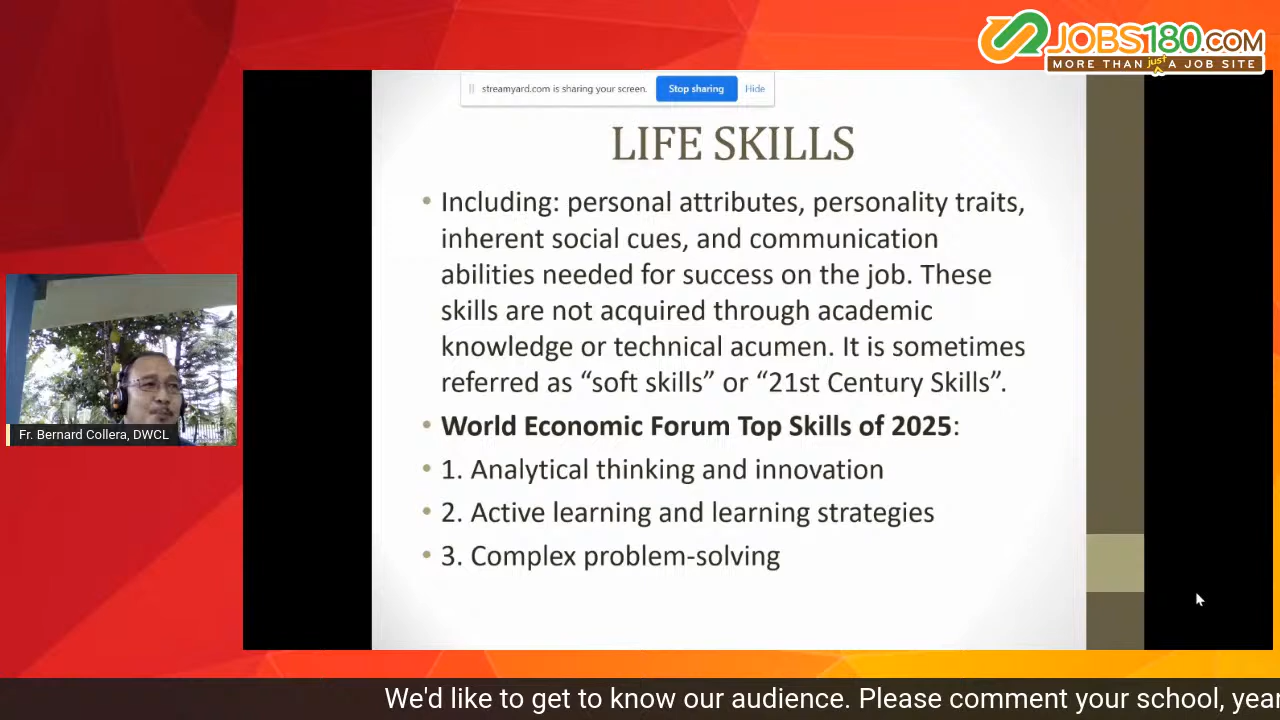 JOBS180.COM
MORE THAN just A JOB SITE
streamyard.com is sharing your screen. Stop sharing Hide
LIFE SKILLS
• Including: personal attributes, personality traits,
inherent social cues, and communication
abilities needed for success on the job. These
skills are not acquired through academic
knowledge or technical acumen. It is sometimes
referred as “soft skills” or “21st Century Skills”.
• World Economic Forum Top Skills of 2025:
• 1. Analytical thinking and innovation
• 2. Active learning and learning strategies
• 3. Complex problem-solving
Fr. Bernard Collera, DWCL
We'd like to get to know our audience. Please comment your school, year